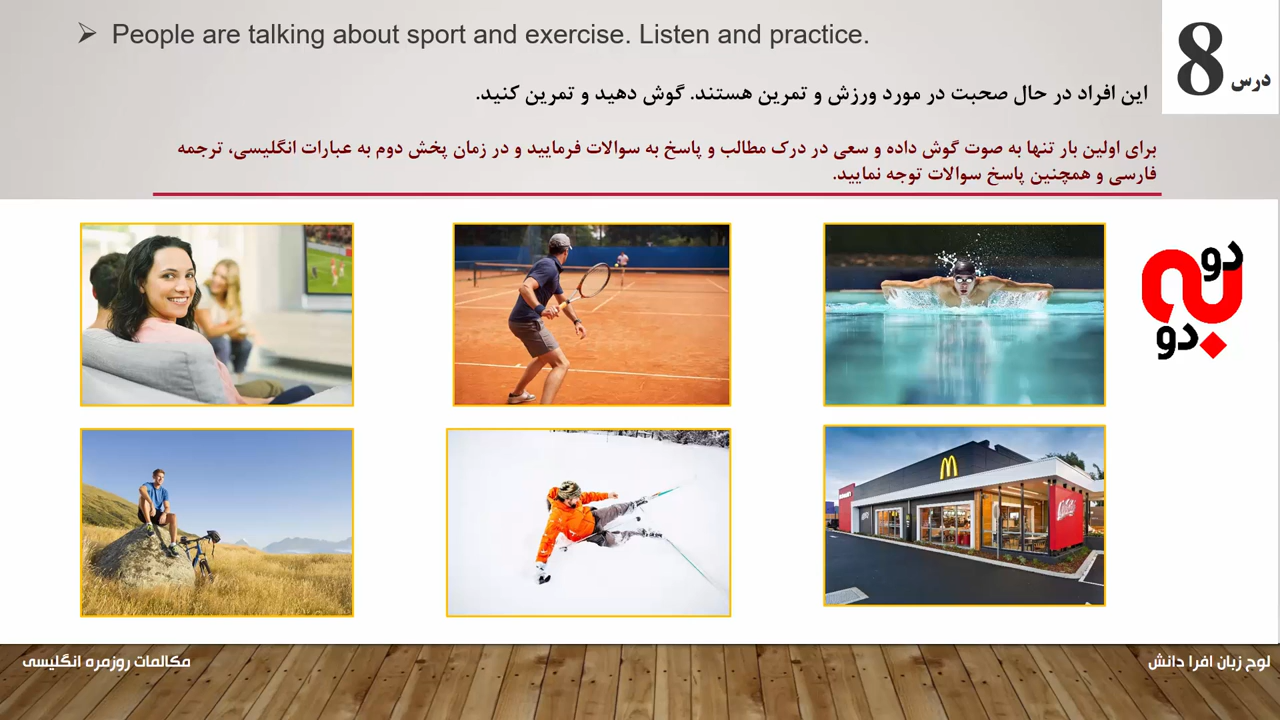 People are talking about sport and exercise. Listen and practice.
درس 8
این افراد در حال صحبت در مورد ورزش و تمرین هستند. گوش دهید و تمرین کنید.
برای اولین بار تنها به صوت گوش داده و سعی در درک مطالب و پاسخ به سوالات فرمایید و در زمان پخش دوم به عبارات انگلیسی، ترجمه
فارسی و همچنین پاسخ سوالات توجه نمایید.
دو
دو
مکالمات روزمره انگلیسی
لوح زبان افرا دانش